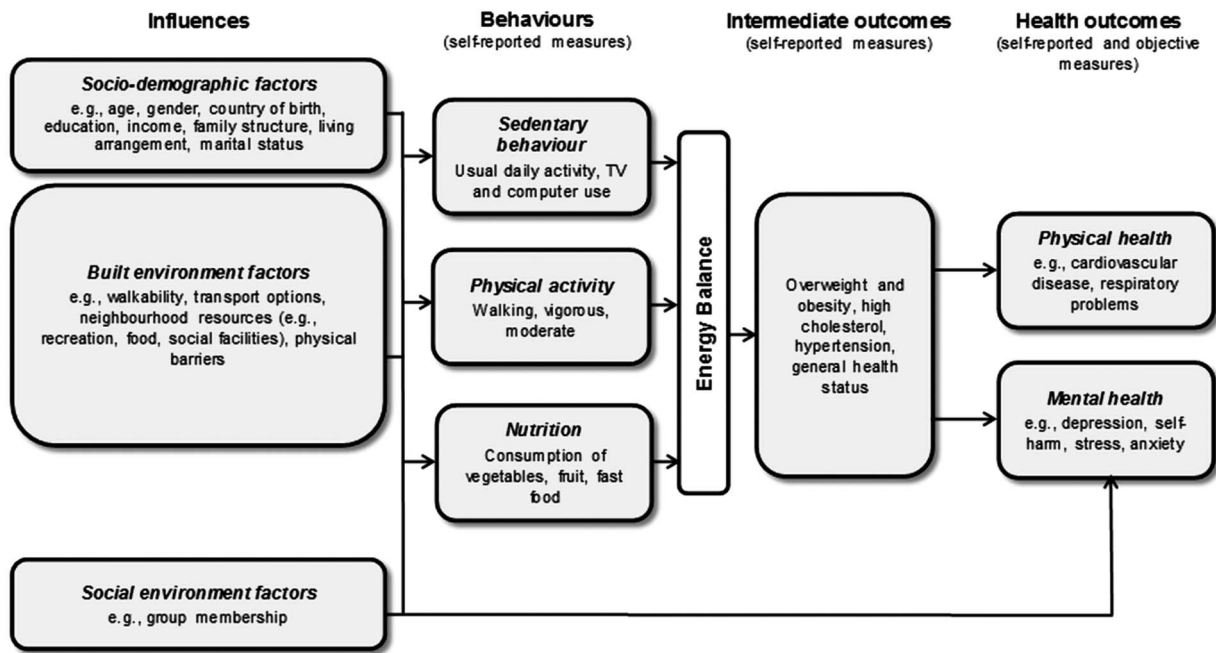 Influences
Behaviours
(self-reported measures)
Intermediate outcomes
(self-reported measures)
Health outcomes
(self-reported and objective
measures)
Socio-demographic factors
e.g., age, gender, country of birth,
education, income, family structure, living
arrangement, marital status
Built environment factors
e.g., walkability, transport options,
neighbourhood resources (e.g.,
recreation, food, social facilities), physical
barriers
Social environment factors
e.g., group membership
Sedentary
behaviour
Usual daily activity, TV
and computer use
Physical activity
Walking, vigorous,
moderate
Nutrition
Consumption of
vegetables, fruit, fast
food
Energy Balance
Overweight and
obesity, high
cholesterol,
hypertension,
general health
status
Physical health
e.g., cardiovascular
disease, respiratory
problems
Mental health
e.g., depression, self-
harm, stress, anxiety